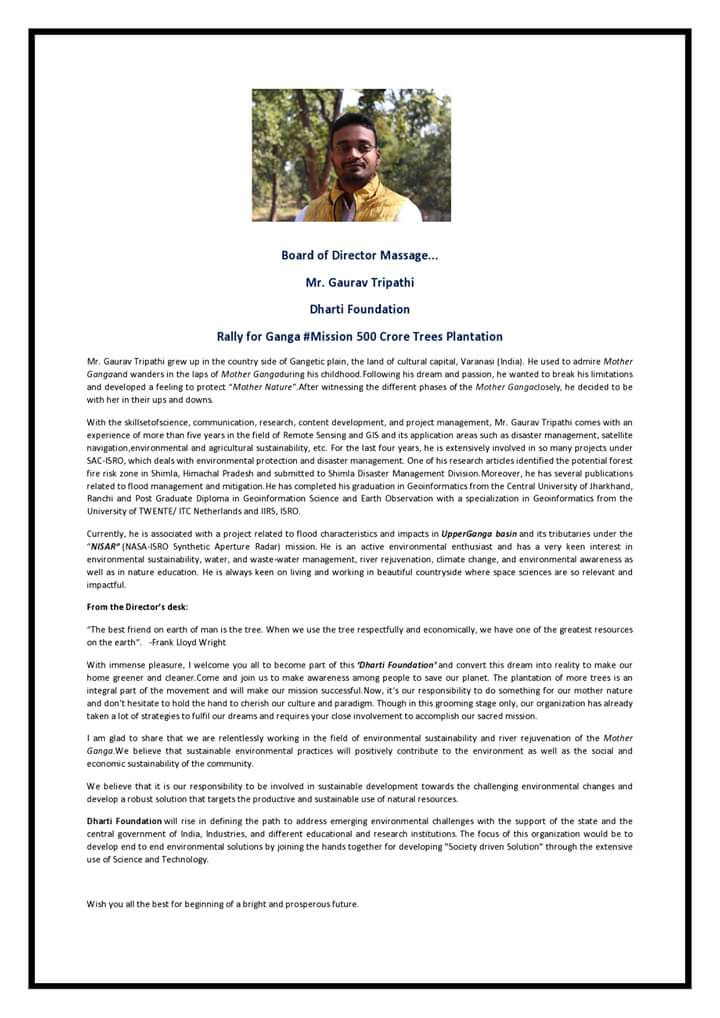 Board of Director Massage...
Mr. Gaurav Tripathi
Dharti Foundation
Rally for Ganga #Mission 500 Crore Trees Plantation
Mr. Gaurav Tripathi grew up in the country side of Gangetic plain, the land of cultural capital, Varanasi (India). He used to admire Mother
Gangaand wanders in the laps of Mother Gangaduring his childhood.Following his dream and passion, he wanted to break his limitations
and developed a feeling to protect “Mother Nature”.After witnessing the different phases of the Mother Gangaclosely, he decided to be
with her in their ups and downs.
With the skillsetofscience, communication, research, content development, and project management, Mr. Gaurav Tripathi comes with an
experience of more than five years in the field of Remote Sensing and GIS and its application areas such as disaster management, satellite
navigation,environmental and agricultural sustainability, etc. For the last four years, he is extensively involved in so many projects under
SAC-ISRO, which deals with environmental protection and disaster management. One of his research articles identified the potential forest
fire risk zone in Shimla, Himachal Pradesh and submitted to Shimla Disaster Management Division.Moreover, he has several publications
related to flood management and mitigation.He has completed his graduation in Geoinformatics from the Central University of Jharkhand,
Ranchi and Post Graduate Diploma in Geoinformation Science and Earth Observation with a specialization in Geoinformatics from the
University of TWENTE/ ITC Netherlands and IIRS, ISRO.
Currently, he is associated with a project related to flood characteristics and impacts in UpperGanga basin and its tributaries under the
“NISAR” (NASA-ISRO Synthetic Aperture Radar) mission. He is an active environmental enthusiast and has a very keen interest in
environmental sustainability, water, and waste-water management, river rejuvenation, climate change, and environmental awareness as
well as in nature education. He is always keen on living and working in beautiful countryside where space sciences are so relevant and
impactful.
From the Director’s desk:
“The best friend on earth of man is the tree. When we use the tree respectfully and economically, we have one of the greatest resources
on the earth”. -Frank Lloyd Wright
With immense pleasure, I welcome you all to become part of this ‘Dharti Foundation’ and convert this dream into reality to make our
home greener and cleaner.Come and join us to make awareness among people to save our planet. The plantation of more trees is an
integral part of the movement and will make our mission successful.Now, it’s our responsibility to do something for our mother nature
and don’t hesitate to hold the hand to cherish our culture and paradigm. Though in this grooming stage only, our organization has already
taken a lot of strategies to fulfil our dreams and requires your close involvement to accomplish our sacred mission.
I am glad to share that we are relentlessly working in the field of environmental sustainability and river rejuvenation of the Mother
Ganga.We believe that sustainable environmental practices will positively contribute to the environment as well as the social and
economic sustainability of the community.
We believe that it is our responsibility to be involved in sustainable development towards the challenging environmental changes and
develop a robust solution that targets the productive and sustainable use of natural resources.
Dharti Foundation will rise in defining the path to address emerging environmental challenges with the support of the state and the
central government of India, Industries, and different educational and research institutions. The focus of this organization would be to
develop end to end environmental solutions by joining the hands together for developing "Society driven Solution" through the extensive
use of Science and Technology.
Wish you all the best for beginning of a bright and prosperous future.